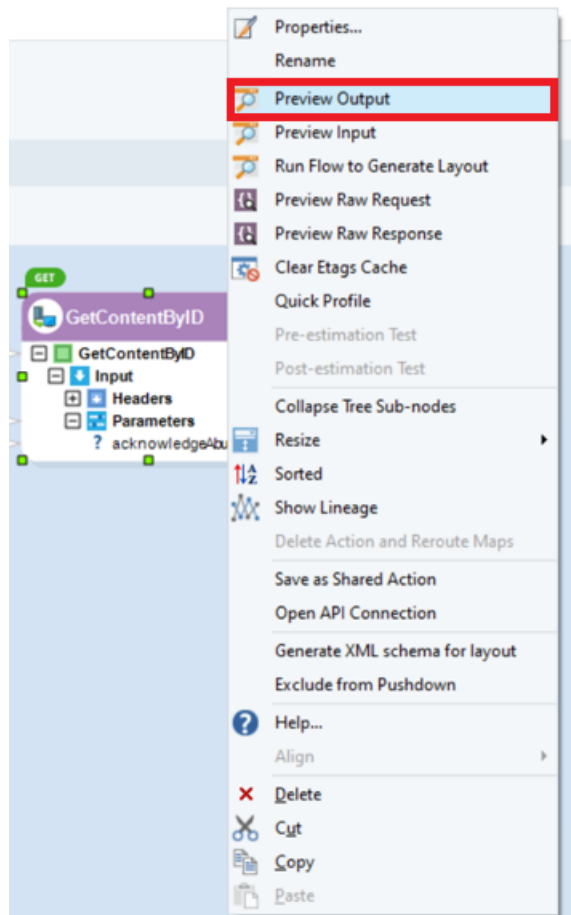 Properties...
Rename
Preview Output
Preview Input
Run Flow to Generate Layout
Preview Raw Request
Preview Raw Response
Clear Etags Cache
Quick Profile
Pre-estimation Test
Post-estimation Test
Collapse Tree Sub-nodes
Resize
Sorted
Show Lineage
Delete Action and Reroute Maps
Save as Shared Action
Open API Connection
Generate XML schema for layout
Exclude from Pushdown
Help...
Align
Delete
Cut
Copy
Paste
GET
GetContentByID
GetContentByID
Input
Headers
Parameters
? acknowledgeAbu